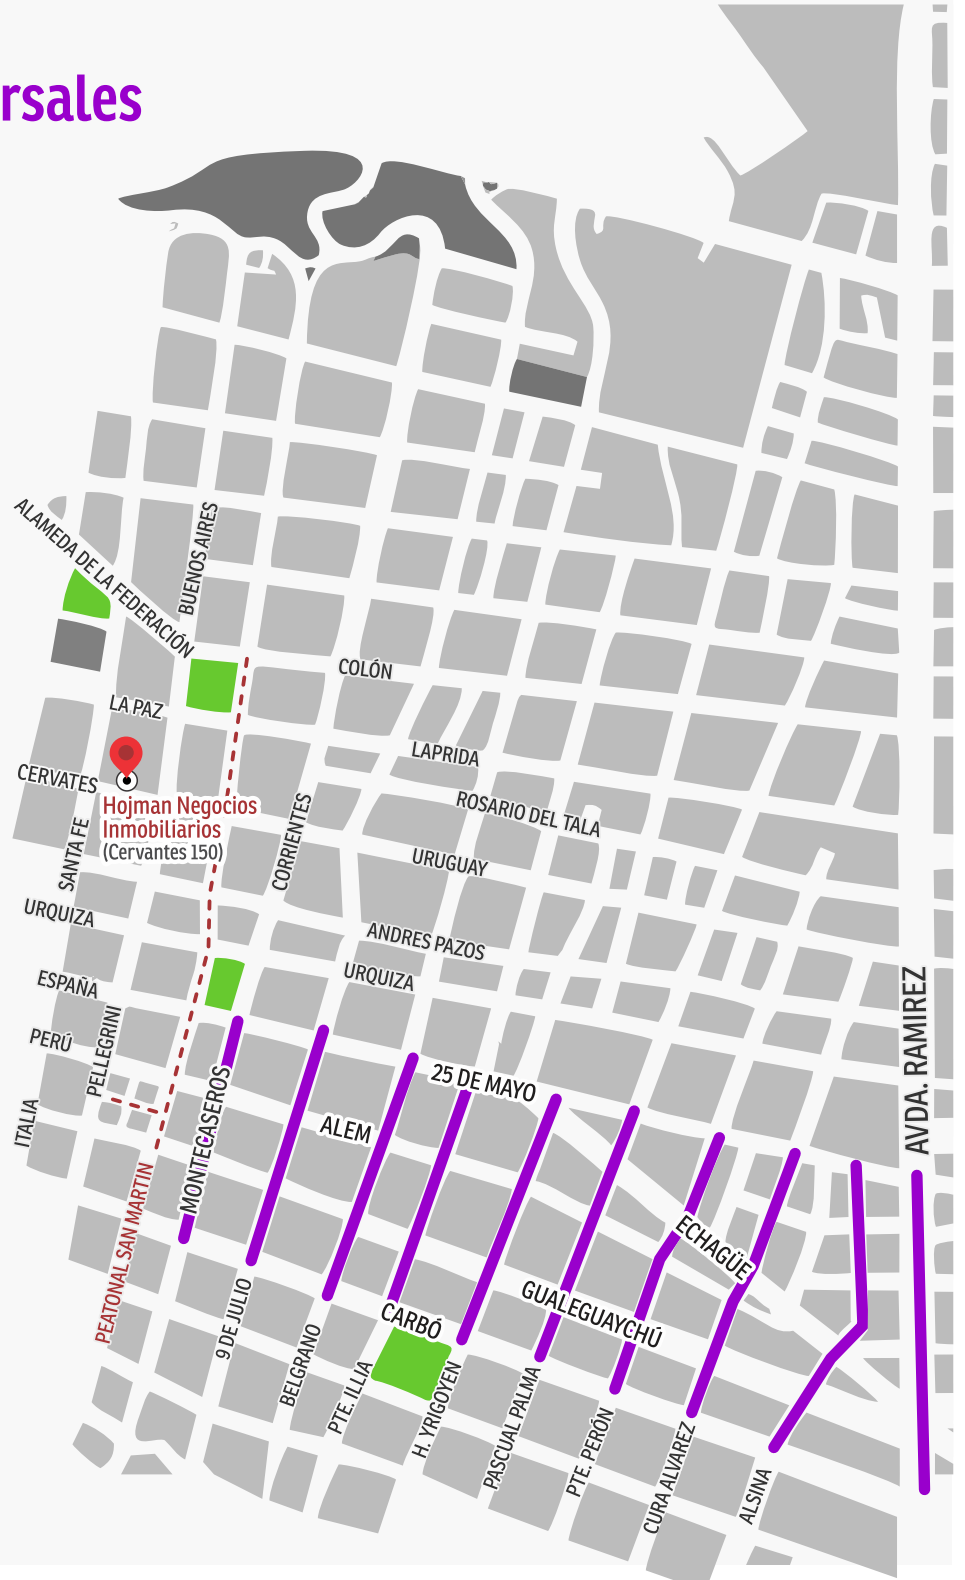 rsales
ALAMEDA DE LA FEDERACIÓN
BUENOS AIRES
COLÓN
LA PAZ
LAPRIDA
CERVATES
Hojman Negocios
Inmobiliarios
(Cervantes 150)
ROSARIO DEL TALA
CORRIENTES
SANTA FE
URUGUAY
URQUIZA
ANDRES PAZOS
URQUIZA
ESPAÑA
PERÚ
PELLEGRINI
ITALIA
25 DE MAYO
AVDA. RAMIREZ
MONTECASEROS
ALEM
PEATONAL SAN MARTIN
ECHAGÜE
GUALEGUAYCHÚ
CARBÓ
9 DE JULIO
BELGRANO
PTE. ILLIA
H. YRIGOYEN
PASCUAL PALMA
PTE. PERÓN
CURA ALVAREZ
ALSINA